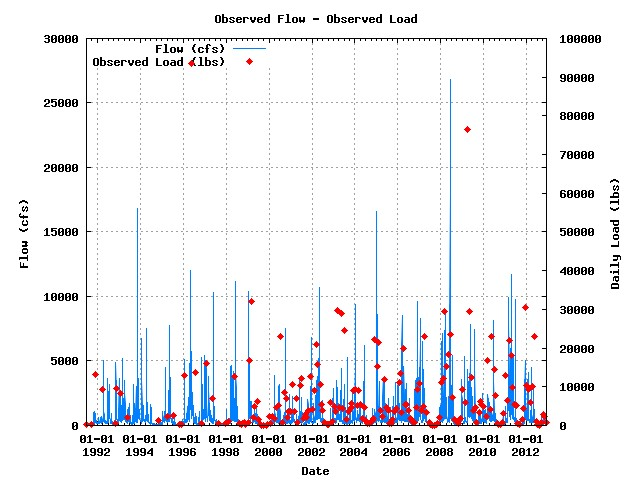 Observed Flow - Observed Load
30000 100000
Flow (cfs)
Observed Load (lbs)
90000
25000
80000
20000 70000
60000
15000 50000
Flow (cfs)
Daily Load (lbs)
40000
10000 30000
20000
5000
10000
0 0
01-01 01-01 01-01 01-01 01-01 01-01 01-01 01-01 01-01 01-01 01-01
1992 1994 1996 1998 2000 2002 2004 2006 2008 2010 2012
Date